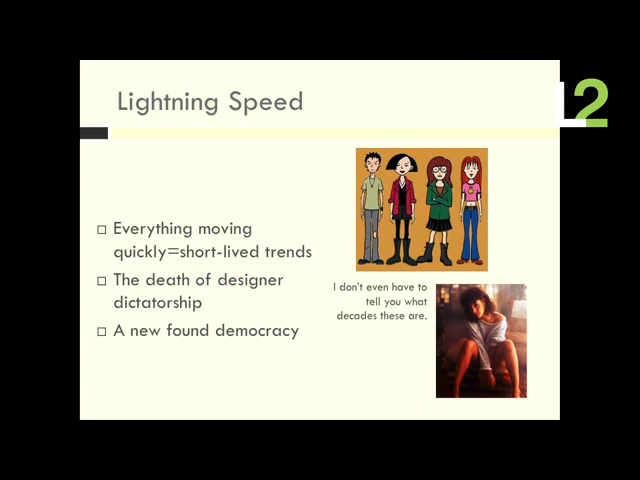 Lightning Speed
L2
Everything moving
quickly=short-lived trends
The death of designer
dictatorship
A new found democracy
I don't even have to
tell you what
decades these are.